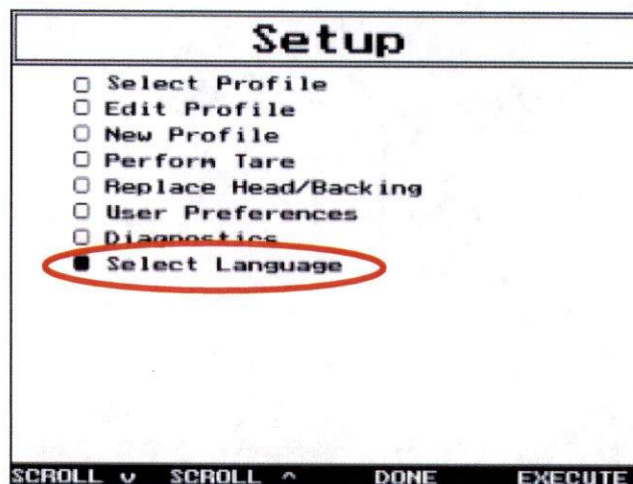 Setup
Select Profile
Edit Profile
New Profile
Perform Tare
Replace Head/Backing
User Preferences
Diagnostics
Select Language
SCROLL v SCROLL ^ DONE EXECUTE